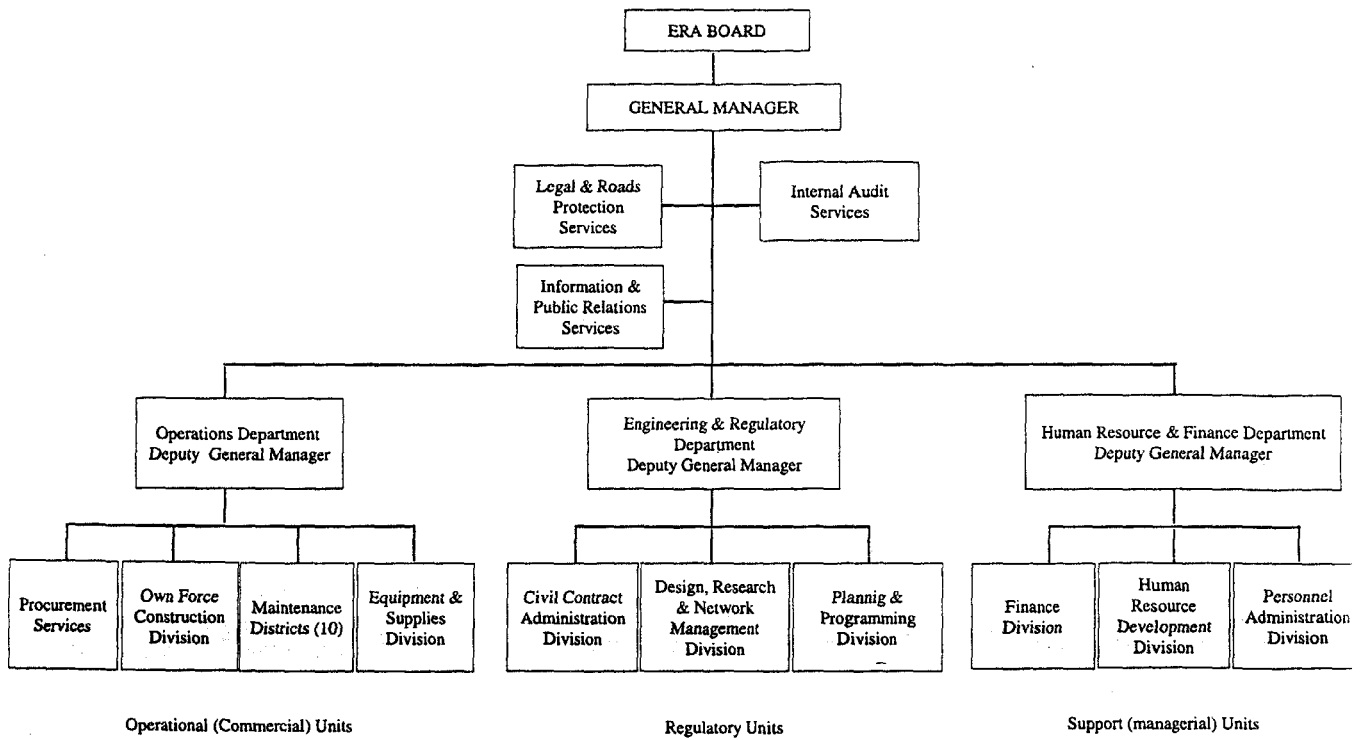 ERA BOARD
GENERAL MANAGER
Legal & Roads
Protection
Services
Internal Audit
Services
Information &
Public Relations
Services
Operations Department
Deputy General Manager
Engineering & Regulatory
Department
Deputy General Manager
Human Resource & Finance Department
Deputy General Manager
Procurement
Services
Own Force
Construction
Division
Maintenance
Districts (10)
Equipment &
Supplies
Division
Civil Contract
Administration
Division
Design, Research
& Network
Management
Division
Plannig &
Programming
Division
Finance
Division
Human
Resource
Development
Division
Personnel
Administration
Division
Operational (Commercial) Units
Regulatory Units
Support (managerial) Units